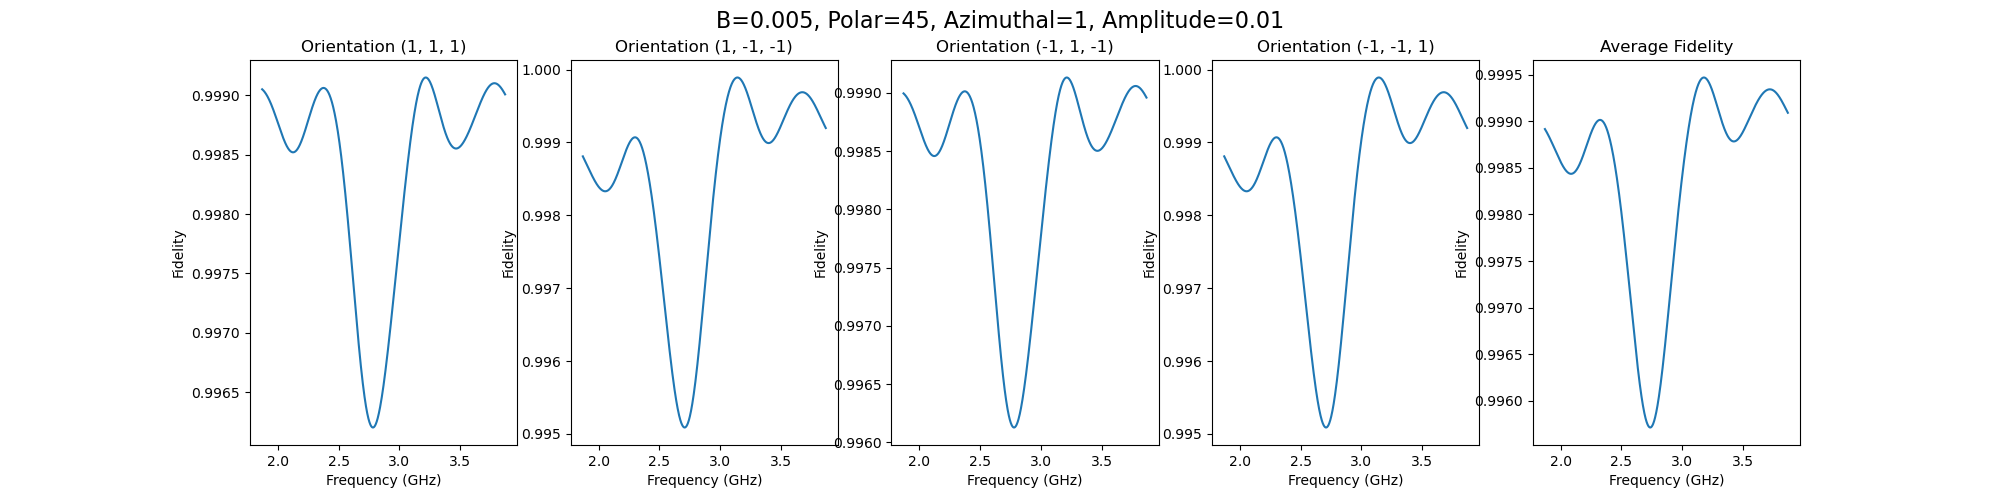 B=0.005, Polar=45, Azimuthal=1, Amplitude=0.01
Orientation (1, 1, 1)
0.9990
0.9985
0.9980
0.9975
0.9970
0.9965
Fidelity
2.0 2.5 3.0 3.5
Frequency (GHz)
Orientation (1, -1, -1)
1.000
0.999
0.998
0.997
0.996
0.995
Fidelity
2.0 2.5 3.0 3.5
Frequency (GHz)
Orientation (-1, 1, -1)
0.9990
0.9985
0.9980
0.9975
0.9970
0.9965
0.9960
Fidelity
2.0 2.5 3.0 3.5
Frequency (GHz)
Orientation (-1, -1, 1)
1.000
0.999
0.998
0.997
0.996
0.995
Fidelity
2.0 2.5 3.0 3.5
Frequency (GHz)
Average Fidelity
0.9995
0.9990
0.9985
0.9980
0.9975
0.9970
0.9965
0.9960
Fidelity
2.0 2.5 3.0 3.5
Frequency (GHz)